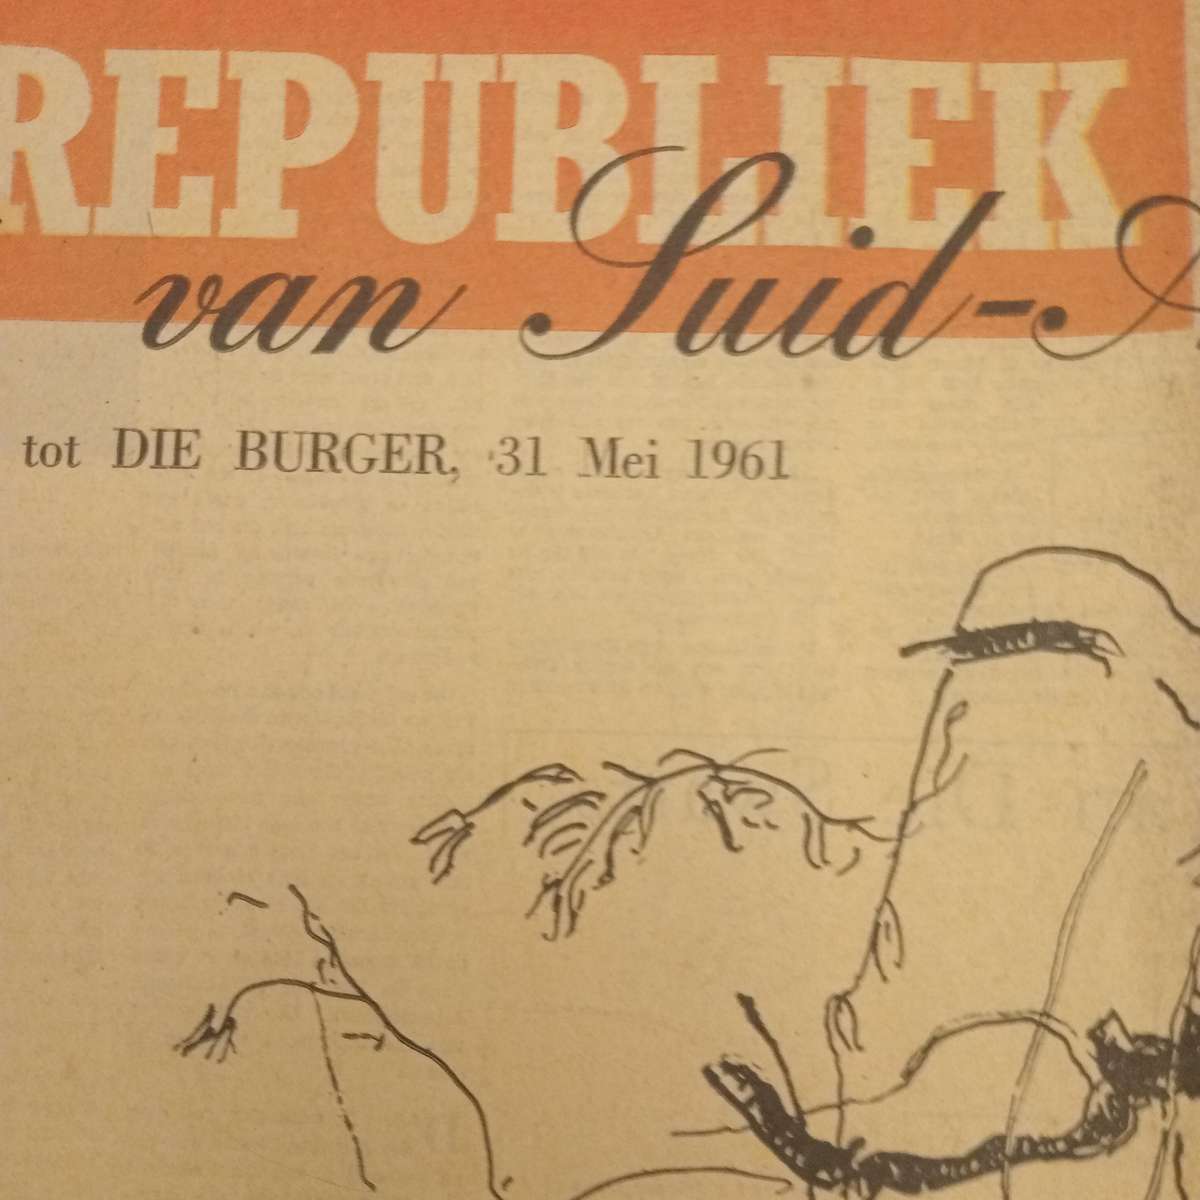 REPUBLIEK
van Suid-
tot DIE BURGER, 31 Mei 1961